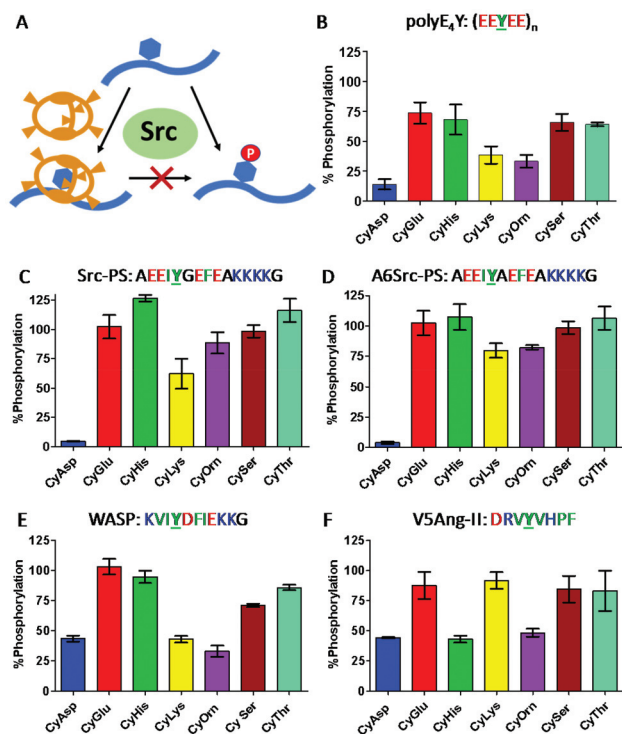 A
Src
P
B
polyE4Y: (EEYEE)n
% Phosphorylation
125
100
75
50
25
0
CyAsp
CyGlu
CyHis
CyLys
CyOrn
CySer
CyThr
C
Src-PS: AEEIYGEFEAKKKKG
%Phosphorylation
125
100
75
50
25
0
CyAsp
CyGlu
CyHis
CyLys
CyOrn
CySer
CyThr
D
A6Src-PS: AEEIYAEFEAKKKKG
%Phosphorylation
125
100
75
50
25
0
CyAsp
CyGlu
CyHis
CyLys
CyOrn
CySer
CyThr
E
WASP: KVIYDFIEKKG
%Phosphorylation
125
100
75
50
25
0
CyAsp
CyGlu
CyHis
CyLys
CyOrn
Cy Ser
CyThr
F
V5Ang-II: DRVYVHPF
%Phosphorylation
125
100
75
50
25
0
CyAsp
CyGlu
CyHis
CyLys
CyOrn
CySer
CyThr